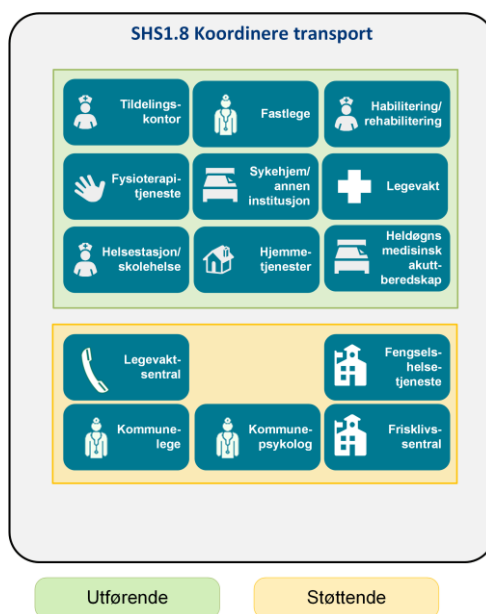 SHS1.8 Koordinere transport
Tildelings-
kontor
Fastlege
Habilitering/
rehabilitering
Fysioterapi-
tjeneste
Sykehjem/
annen
institusjon
Legevakt
Helsestasjon/
skolehelse
Hjemme-
tjenester
Heldøgns
medisinsk
akutt-
beredskap
Legevakt-
sentral
Fengsels-
helse-
tjeneste
Kommune-
lege
Kommune-
psykolog
Frisklivs-
sentral
Utførende
Støttende